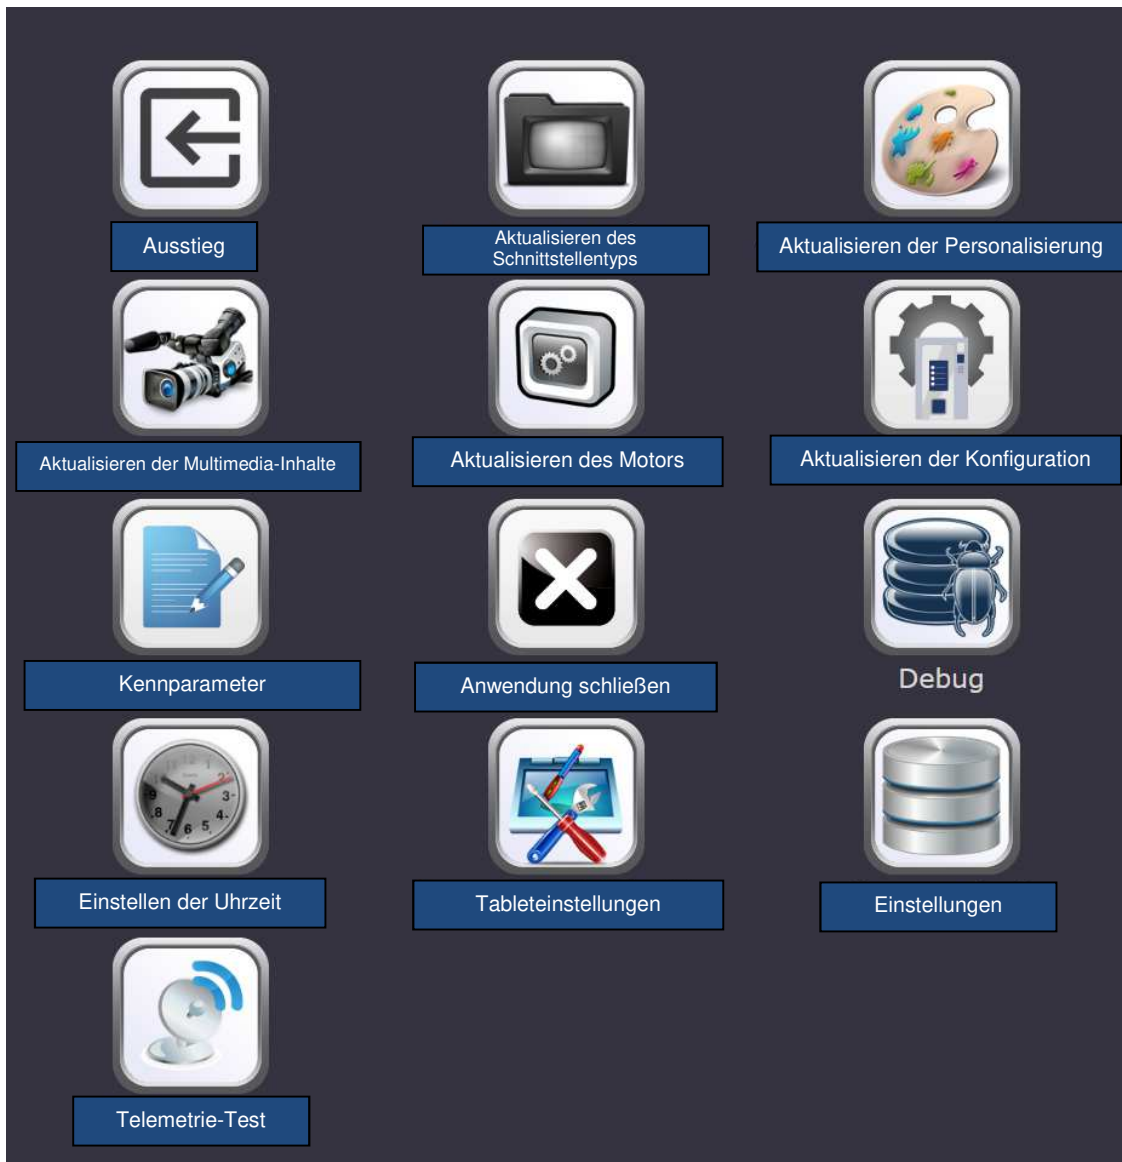 Ausstieg
Aktualisieren des
Schnittstellentyps
Aktualisieren der Personalisierung
Aktualisieren der Multimedia-Inhalte
Aktualisieren des Motors
Aktualisieren der Konfiguration
Kennparameter
Anwendung schließen
Debug
Einstellen der Uhrzeit
Tableteinstellungen
Einstellungen
Telemetrie-Test